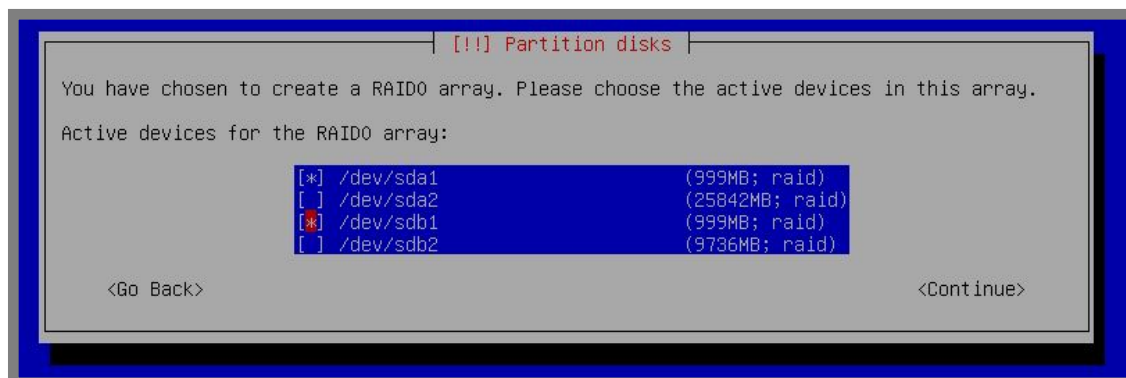 [!!] Partition disks
You have chosen to create a RAID0 array. Please choose the active devices in this array.
Active devices for the RAID0 array:
[*] /dev/sda1 (999MB; raid)
[ ] /dev/sda2 (25842MB; raid)
[*] /dev/sdb1 (999MB; raid)
[ ] /dev/sdb2 (9736MB; raid)
<Go Back> <Continue>